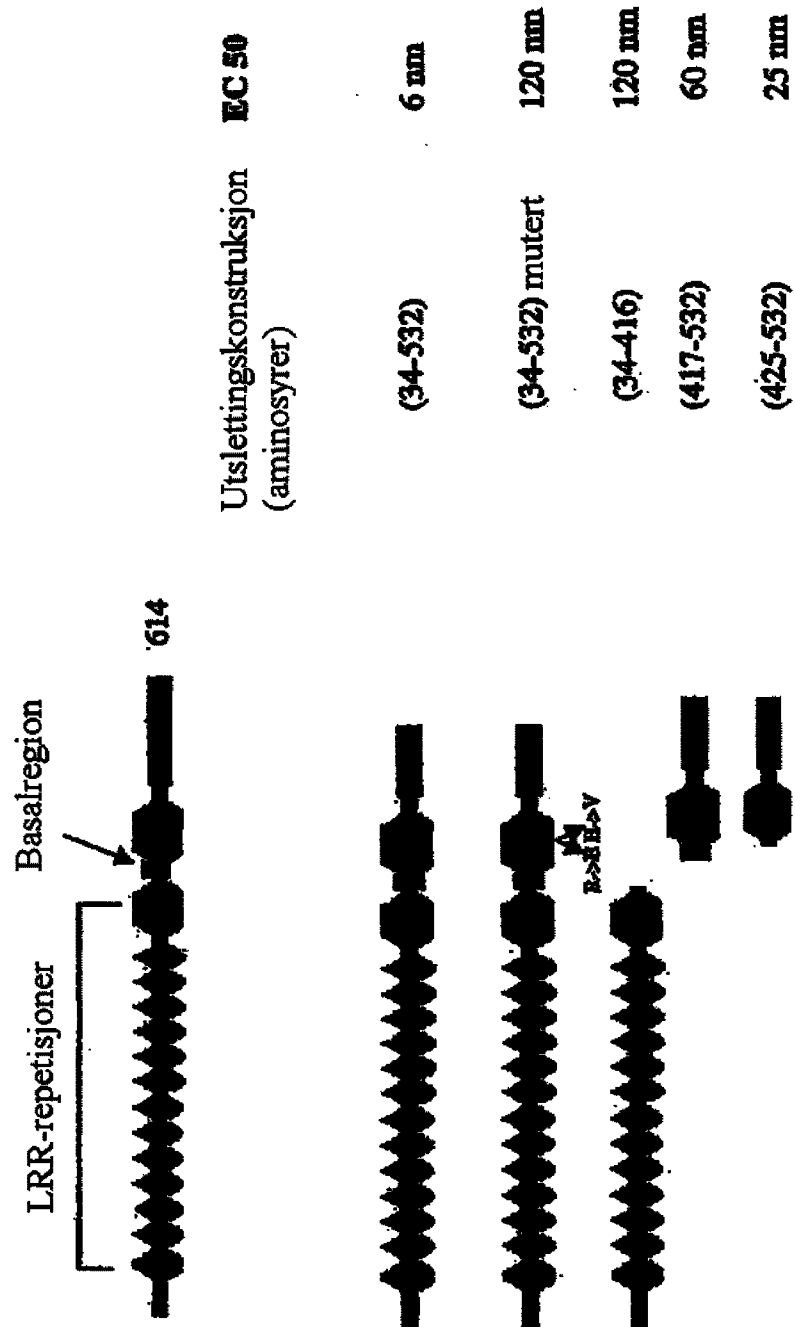 LRR-repetisjoner
Basalregion
614
Utslettingskonstruksjon EC 50
(aminosyrer)
(34-532) 6 nm
(34-532) mutert 120 nm
(34-416) 120 nm
(417-532) 60 nm
(425-532) 25 nm